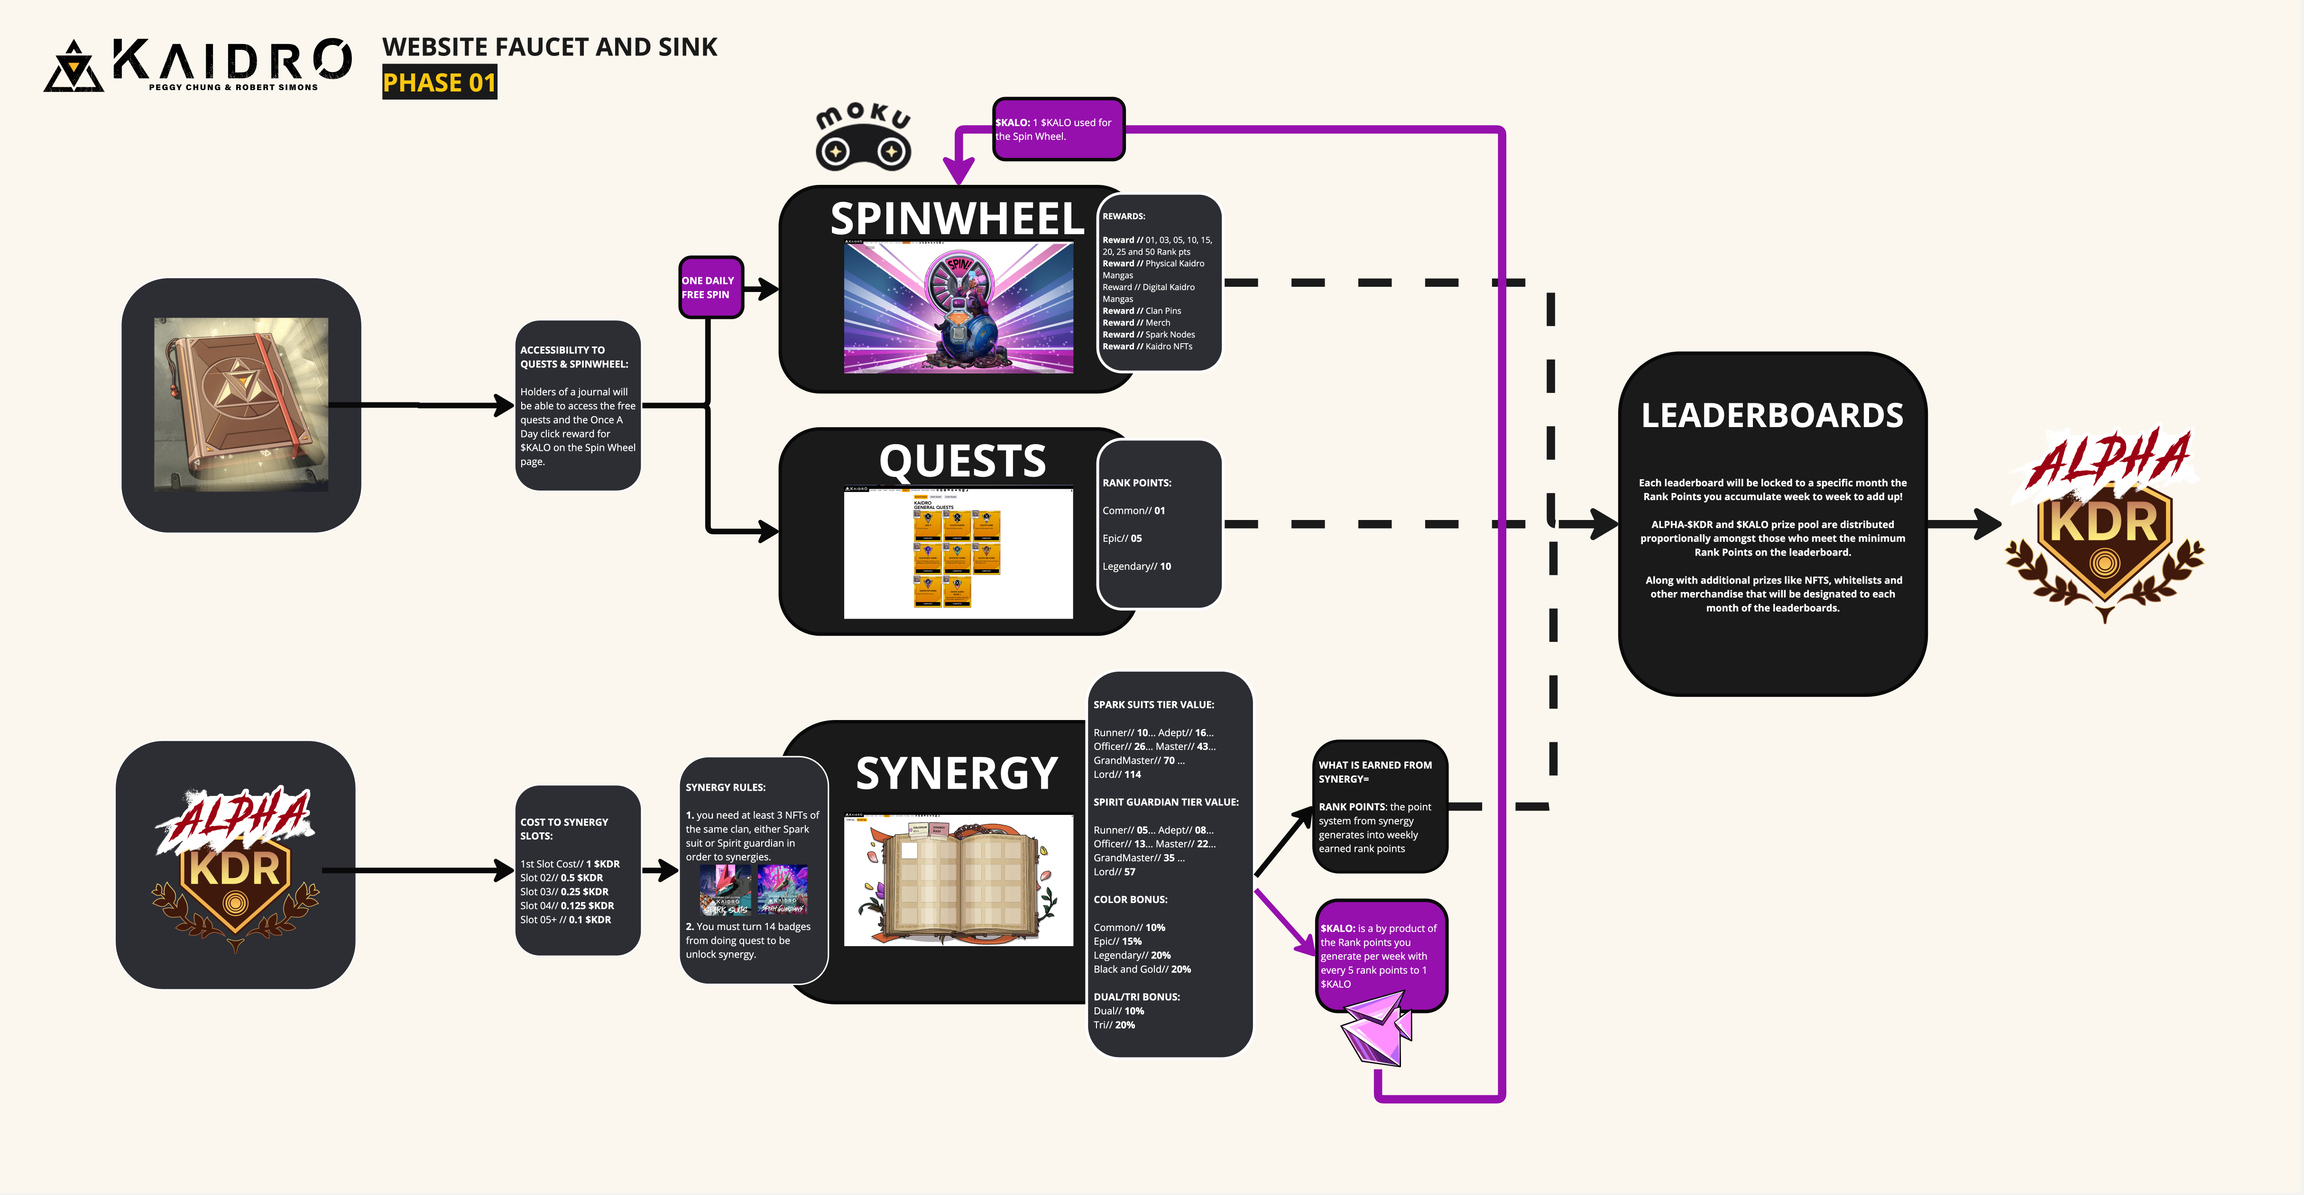 KAIDRO
PEGGY CHUNG & ROBERT SIMONS
WEBSITE FAUCET AND SINK
PHASE 01
MOKU
$KALO: 1 $KALO used for
the Spin Wheel.
ONE DAILY
FREE SPIN
SPINWHEEL
SPIN!
REWARDS:
Reward // 01, 03, 05, 10, 15,
20, 25 and 50 Rank pts
Reward // Physical Kaidro
Mangas
Reward // Digital Kaidro
Mangas
Reward // Clan Pins
Reward // Merch
Reward // Spark Nodes
Reward // Kaidro NFTs
ACCESSIBILITY TO
QUESTS & SPINWHEEL:
Holders of a journal will
be able to access the free
quests and the Once A
Day click reward for
$KALO on the Spin Wheel
page.
QUESTS
KAIDRO
KAIDRO
GENERAL QUESTS
RANK POINTS:
Common// 01
Epic// 05
Legendary// 10
LEADERBOARDS
Each leaderboard will be locked to a specific month the
Rank Points you accumulate week to week to add up!
ALPHA-$KDR and $KALO prize pool are distributed
proportionally amongst those who meet the minimum
Rank Points on the leaderboard.
Along with additional prizes like NFTS, whitelists and
other merchandise that will be designated to each
month of the leaderboards.
ALPHA
KDR
ALPHA
KDR
COST TO SYNERGY
SLOTS:
1st Slot Cost// 1 $KDR
Slot 02// 0.5 $KDR
Slot 03// 0.25 $KDR
Slot 04// 0.125 $KDR
Slot 05+ // 0.1 $KDR
SYNERGY RULES:
1. you need at least 3 NFTs of
the same clan, either Spark
suit or Spirit guardian in
order to synergies.
KAIDRO
SPARK SUITS
KAIDRO
SPIRIT GUARDIANS
2. You must turn 14 badges
from doing quest to be
unlock synergy.
SYNERGY
SPARK SUITS TIER VALUE:
Runner// 10... Adept// 16...
Officer// 26... Master// 43...
GrandMaster// 70 ...
Lord// 114
SPIRIT GUARDIAN TIER VALUE:
Runner// 05... Adept// 08...
Officer// 13... Master// 22...
GrandMaster// 35 ...
Lord// 57
COLOR BONUS:
Common// 10%
Epic// 15%
Legendary// 20%
Black and Gold// 20%
DUAL/TRI BONUS:
Dual// 10%
Tri// 20%
WHAT IS EARNED FROM
SYNERGY=
RANK POINTS: the point
system from synergy
generates into weekly
earned rank points
$KALO: is a by product of
the Rank points you
generate per week with
every 5 rank points to 1
$KALO